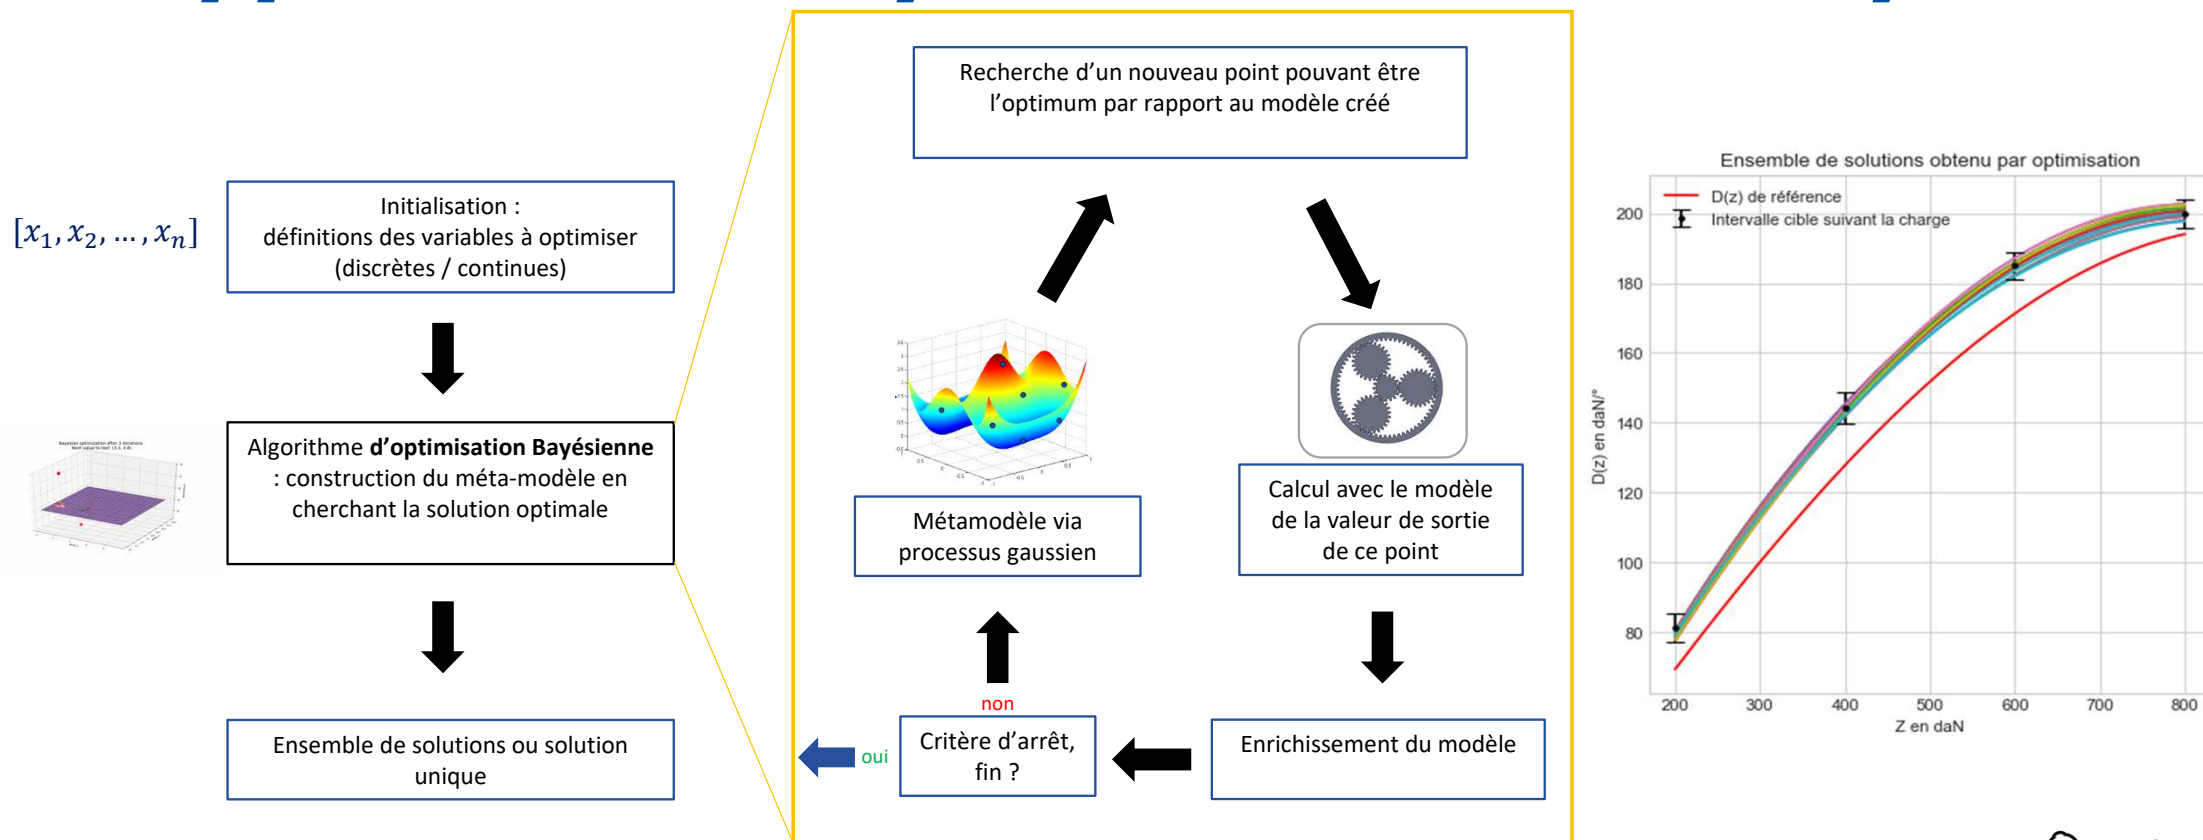 [x₁, x₂, … , xₙ]
Initialisation :
définitions des variables à optimiser
(discrètes / continues)
Bayesian optimization after 3 iterations
Algorithme d'optimisation Bayésienne
: construction du méta-modèle en
cherchant la solution optimale
Ensemble de solutions ou solution
unique
Recherche d'un nouveau point pouvant être
l'optimum par rapport au modèle créé
Métamodèle via
processus gaussien
Calcul avec le modèle
de la valeur de sortie
de ce point
non
oui
Critère d'arrêt,
fin ?
Enrichissement du modèle
Ensemble de solutions obtenu par optimisation
D(z) de référence
Intervalle cible suivant la charge
D(z) en daN/°
200
180
160
140
120
100
80
200 300 400 500 600 700 800
Z en daN